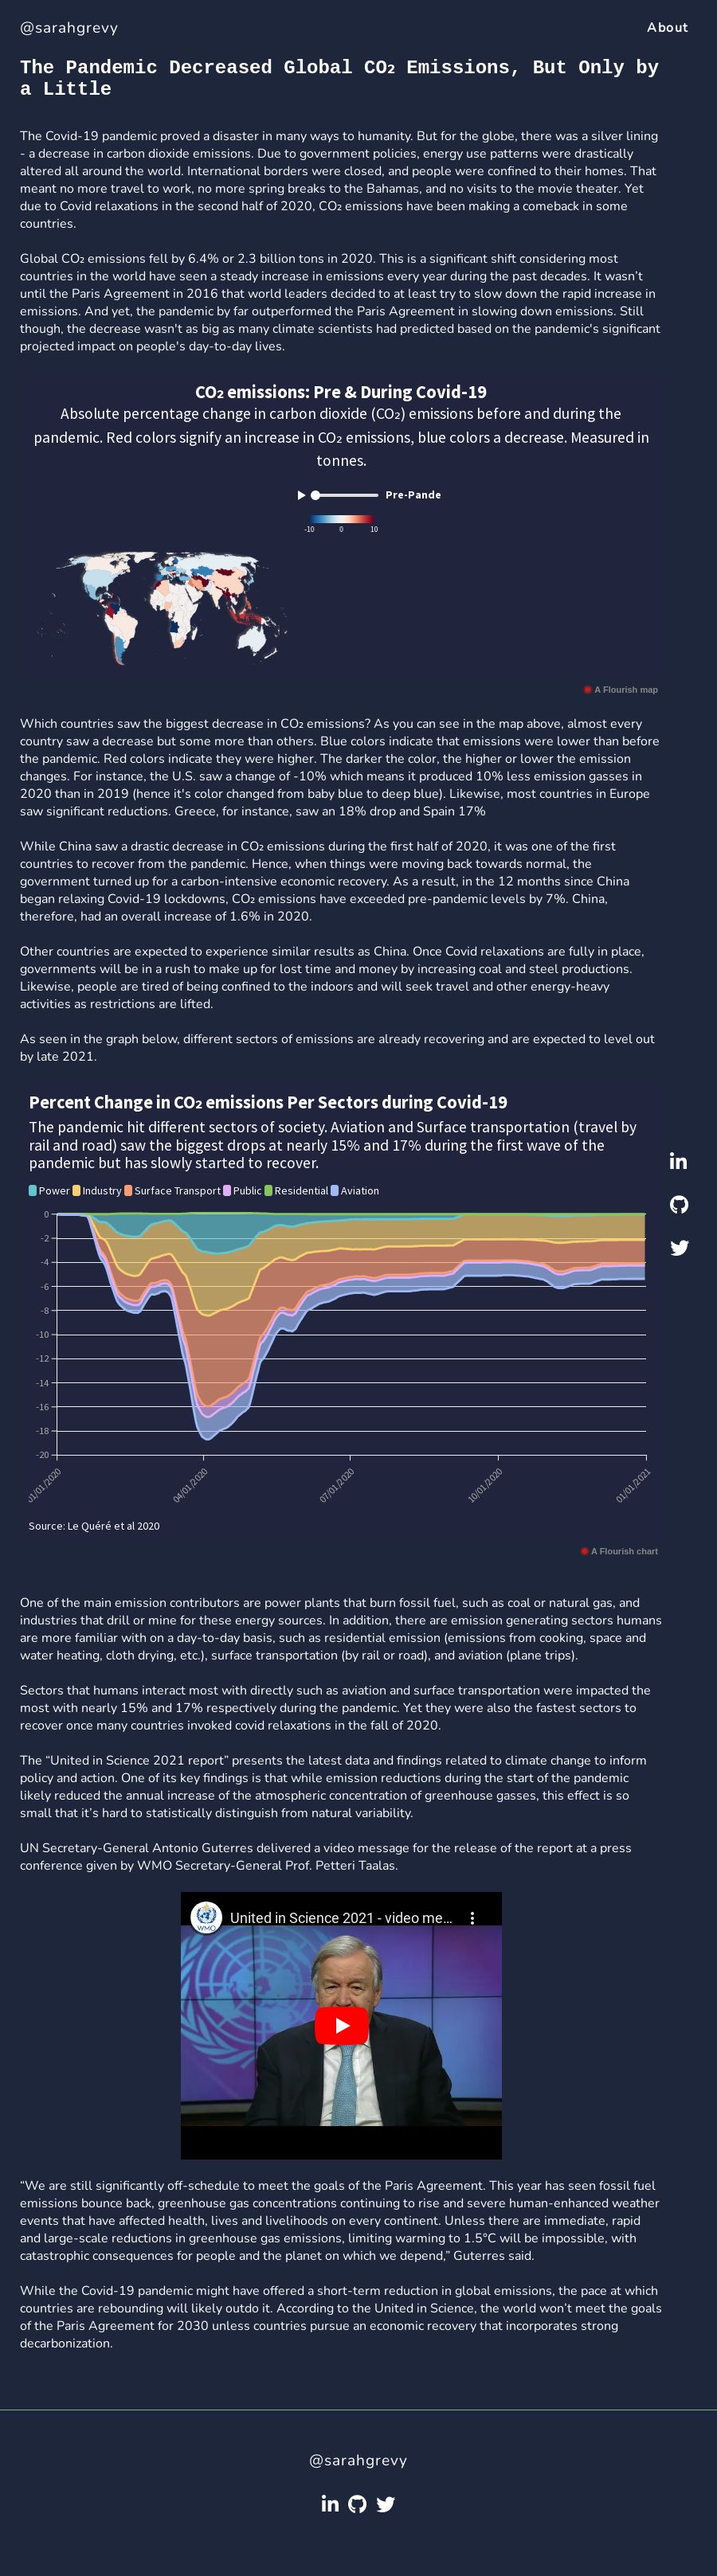 @sarahgrevy
About
The Pandemic Decreased Global CO₂ Emissions, But Only by
a Little
The Covid-19 pandemic proved a disaster in many ways to humanity. But for the globe, there was a silver lining
- a decrease in carbon dioxide emissions. Due to government policies, energy use patterns were drastically
altered all around the world. International borders were closed, and people were confined to their homes. That
meant no more travel to work, no more spring breaks to the Bahamas, and no visits to the movie theater. Yet
due to Covid relaxations in the second half of 2020, CO₂ emissions have been making a comeback in some
countries.
Global CO₂ emissions fell by 6.4% or 2.3 billion tons in 2020. This is a significant shift considering most
countries in the world have seen a steady increase in emissions every year during the past decades. It wasn’t
until the Paris Agreement in 2016 that world leaders decided to at least try to slow down the rapid increase in
emissions. And yet, the pandemic by far outperformed the Paris Agreement in slowing down emissions. Still
though, the decrease wasn't as big as many climate scientists had predicted based on the pandemic's significant
projected impact on people's day-to-day lives.
CO₂ emissions: Pre & During Covid-19
Absolute percentage change in carbon dioxide (CO₂) emissions before and during the
pandemic. Red colors signify an increase in CO₂ emissions, blue colors a decrease. Measured in
tonnes.
Pre-Pande
-10 0 10
A Flourish map
Which countries saw the biggest decrease in CO₂ emissions? As you can see in the map above, almost every
country saw a decrease but some more than others. Blue colors indicate that emissions were lower than before
the pandemic. Red colors indicate they were higher. The darker the color, the higher or lower the emission
changes. For instance, the U.S. saw a change of -10% which means it produced 10% less emission gasses in
2020 than in 2019 (hence it's color changed from baby blue to deep blue). Likewise, most countries in Europe
saw significant reductions. Greece, for instance, saw an 18% drop and Spain 17%
While China saw a drastic decrease in CO₂ emissions during the first half of 2020, it was one of the first
countries to recover from the pandemic. Hence, when things were moving back towards normal, the
government turned up for a carbon-intensive economic recovery. As a result, in the 12 months since China
began relaxing Covid-19 lockdowns, CO₂ emissions have exceeded pre-pandemic levels by 7%. China,
therefore, had an overall increase of 1.6% in 2020.
Other countries are expected to experience similar results as China. Once Covid relaxations are fully in place,
governments will be in a rush to make up for lost time and money by increasing coal and steel productions.
Likewise, people are tired of being confined to the indoors and will seek travel and other energy-heavy
activities as restrictions are lifted.
As seen in the graph below, different sectors of emissions are already recovering and are expected to level out
by late 2021.
Percent Change in CO₂ emissions Per Sectors during Covid-19
The pandemic hit different sectors of society. Aviation and Surface transportation (travel by
rail and road) saw the biggest drops at nearly 15% and 17% during the first wave of the
pandemic but has slowly started to recover.
Power Industry Surface Transport Public Residential Aviation
0
-2
-4
-6
-8
-10
-12
-14
-16
-18
-20
01/01/2020 04/01/2020 07/01/2020 10/01/2020 01/01/2021
Source: Le Quéré et al 2020
A Flourish chart
One of the main emission contributors are power plants that burn fossil fuel, such as coal or natural gas, and
industries that drill or mine for these energy sources. In addition, there are emission generating sectors humans
are more familiar with on a day-to-day basis, such as residential emission (emissions from cooking, space and
water heating, cloth drying, etc.), surface transportation (by rail or road), and aviation (plane trips).
Sectors that humans interact most with directly such as aviation and surface transportation were impacted the
most with nearly 15% and 17% respectively during the pandemic. Yet they were also the fastest sectors to
recover once many countries invoked covid relaxations in the fall of 2020.
The “United in Science 2021 report” presents the latest data and findings related to climate change to inform
policy and action. One of its key findings is that while emission reductions during the start of the pandemic
likely reduced the annual increase of the atmospheric concentration of greenhouse gasses, this effect is so
small that it’s hard to statistically distinguish from natural variability.
UN Secretary-General Antonio Guterres delivered a video message for the release of the report at a press
conference given by WMO Secretary-General Prof. Petteri Taalas.
WMO
United in Science 2021 - video me...
“We are still significantly off-schedule to meet the goals of the Paris Agreement. This year has seen fossil fuel
emissions bounce back, greenhouse gas concentrations continuing to rise and severe human-enhanced weather
events that have affected health, lives and livelihoods on every continent. Unless there are immediate, rapid
and large-scale reductions in greenhouse gas emissions, limiting warming to 1.5°C will be impossible, with
catastrophic consequences for people and the planet on which we depend,” Guterres said.
While the Covid-19 pandemic might have offered a short-term reduction in global emissions, the pace at which
countries are rebounding will likely outdo it. According to the United in Science, the world won’t meet the goals
of the Paris Agreement for 2030 unless countries pursue an economic recovery that incorporates strong
decarbonization.
@sarahgrevy